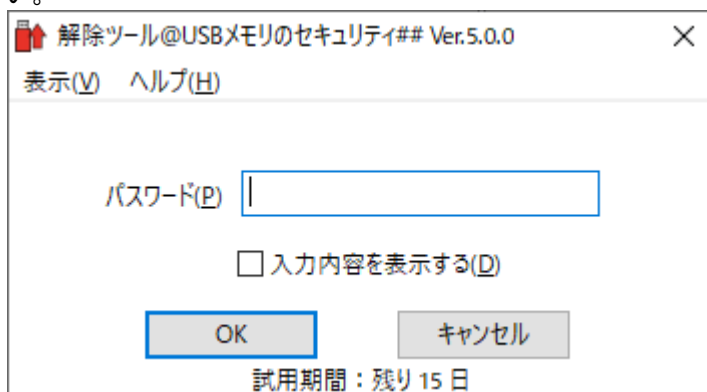 い。
解除ツール@USBメモリのセキュリティ## Ver.5.0.0
表示(V) ヘルプ(H)
パスワード(P)
入力内容を表示する(D)
OK キャンセル
試用期間：残り 15 日